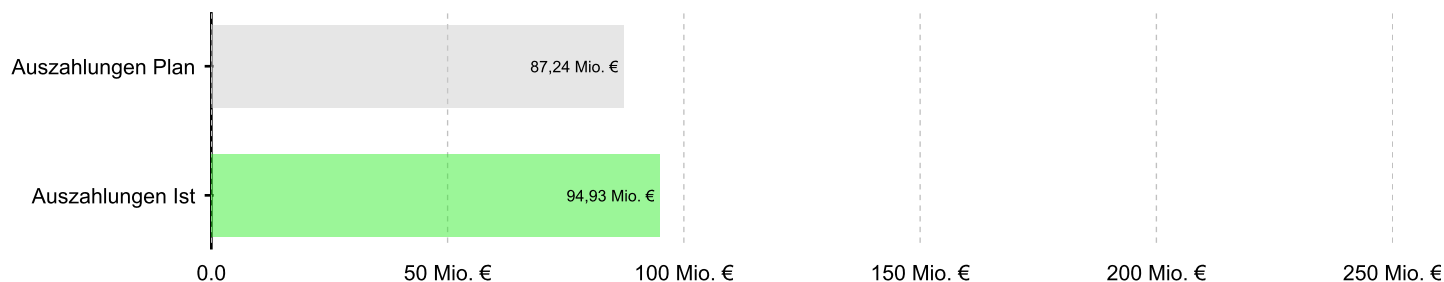 Auszahlungen Plan
87,24 Mio. €
Auszahlungen Ist
94,93 Mio. €
0.0 50 Mio. € 100 Mio. € 150 Mio. € 200 Mio. € 250 Mio. €